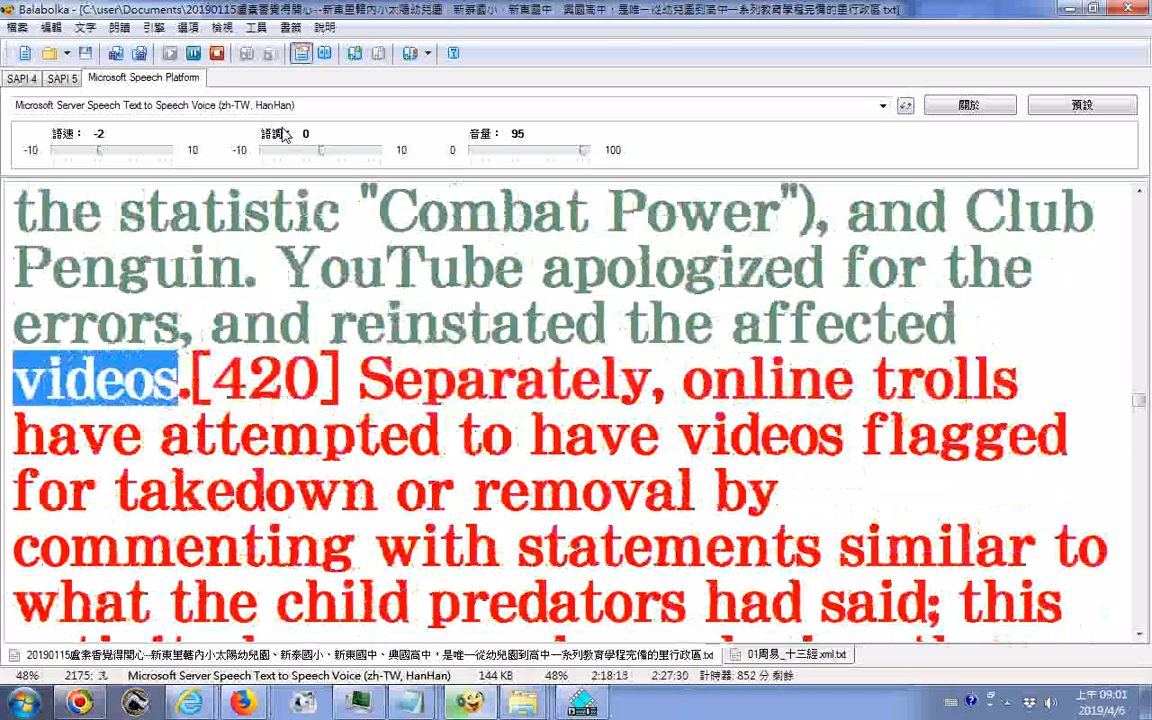 Balabolka - [C:\user\Documents\20190115盧素香覺得開心--新東里轄內小太陽幼兒園、新泰國小、新東國中、興國高中，是唯一從幼兒園到高中一系列教育學程完備的里行政區.txt]
檔案 編輯 文字 朗讀 引擎 選項 檢視 工具 書籤 說明
SAPI 4 SAPI 5 Microsoft Speech Platform
Microsoft Server Speech Text to Speech Voice (zh-TW, HanHan) 關於 預設
語速： -2 語調： 0 音量： 95
-10 10 -10 10 0 100
the statistic "Combat Power"), and Club
Penguin. YouTube apologized for the
errors, and reinstated the affected
videos.[420] Separately, online trolls
have attempted to have videos flagged
for takedown or removal by
commenting with statements similar to
what the child predators had said; this
20190115盧素香覺得開心--新東里轄內小太陽幼兒園、新泰國小、新東國中、興國高中，是唯一從幼兒園到高中一系列教育學程完備的里行政區.txt 01周易_十三經.xml.txt
48% 2175: Microsoft Server Speech Text to Speech Voice (zh-TW, HanHan) 144 KB 48% 2:18:13 2:27:30 計時器： 852 分 剩餘
上午 09:01
2019/4/6